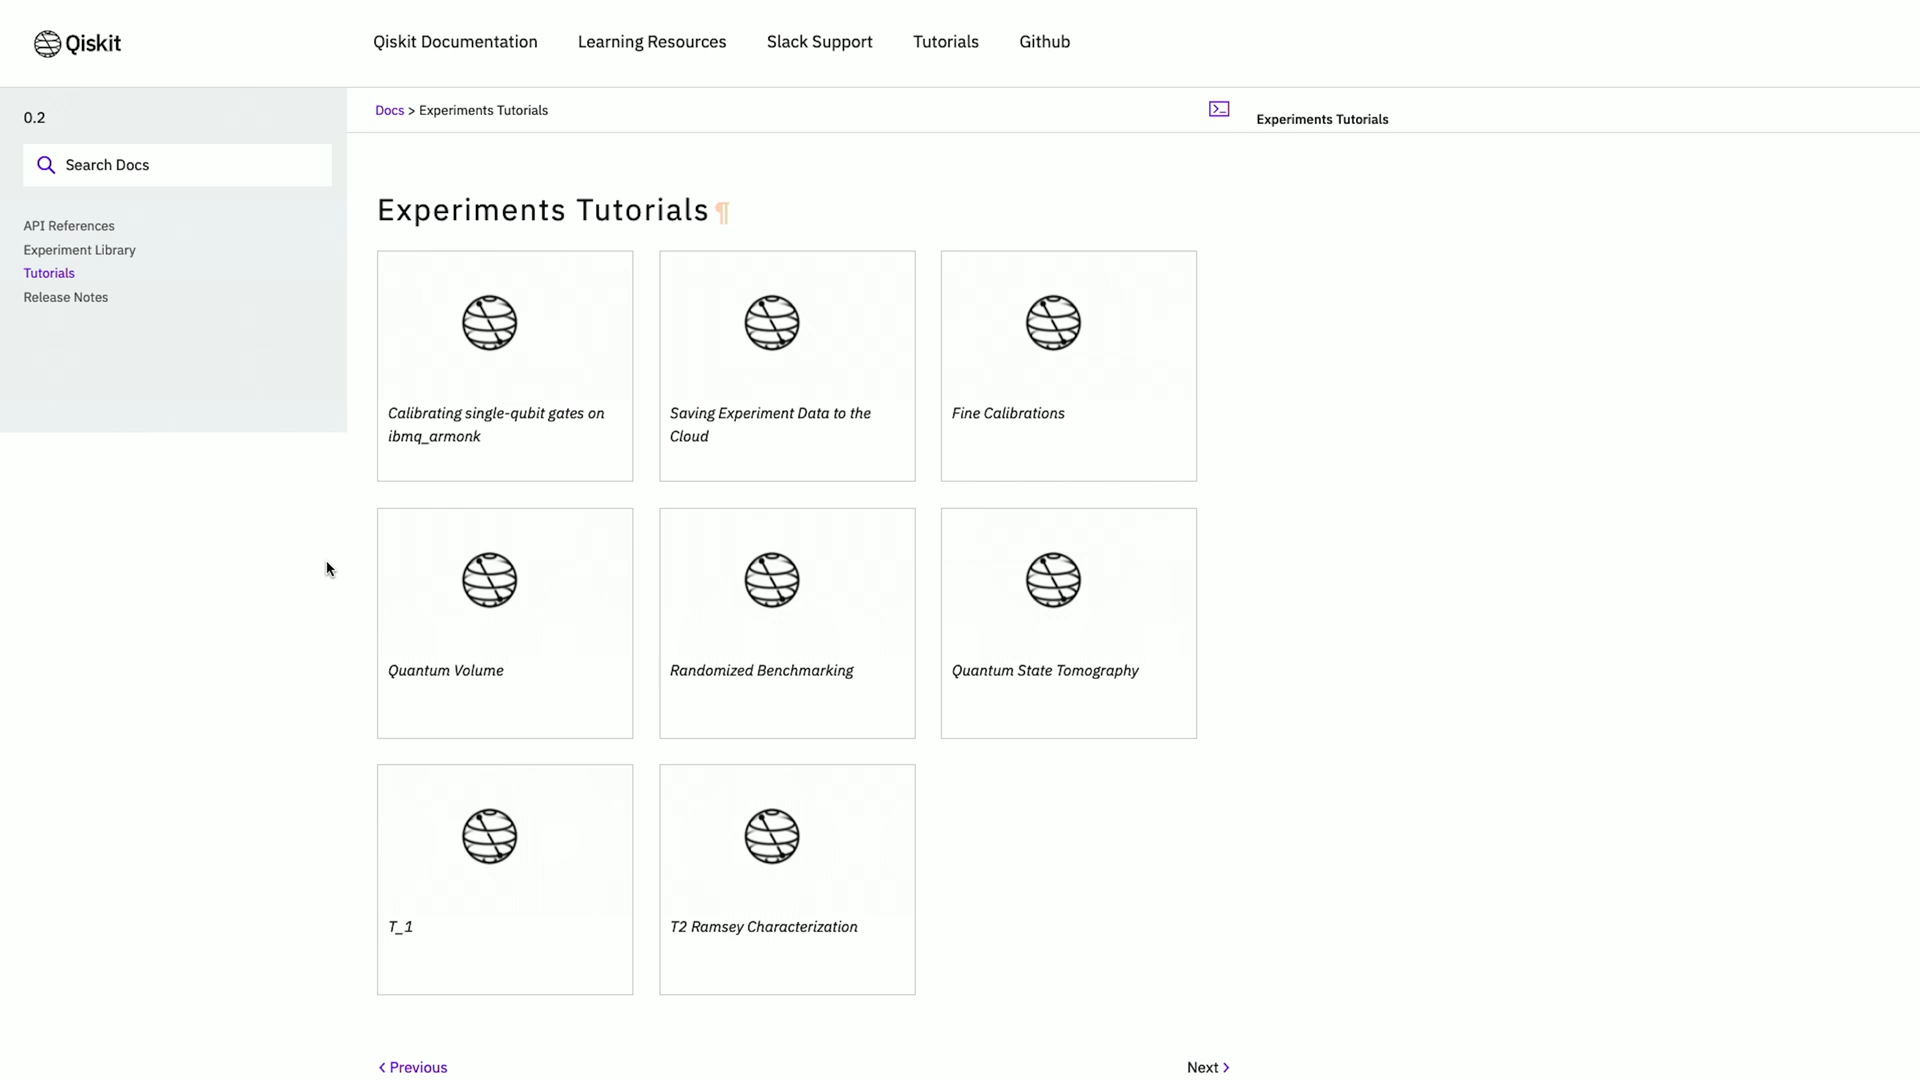 Qiskit
Qiskit Documentation Learning Resources Slack Support Tutorials Github
0.2
Search Docs
API References
Experiment Library
Tutorials
Release Notes
Docs > Experiments Tutorials
Experiments Tutorials
Experiments Tutorials¶
Calibrating single-qubit gates on
ibmq_armonk
Saving Experiment Data to the
Cloud
Fine Calibrations
Quantum Volume
Randomized Benchmarking
Quantum State Tomography
T_1
T2 Ramsey Characterization
Previous
Next